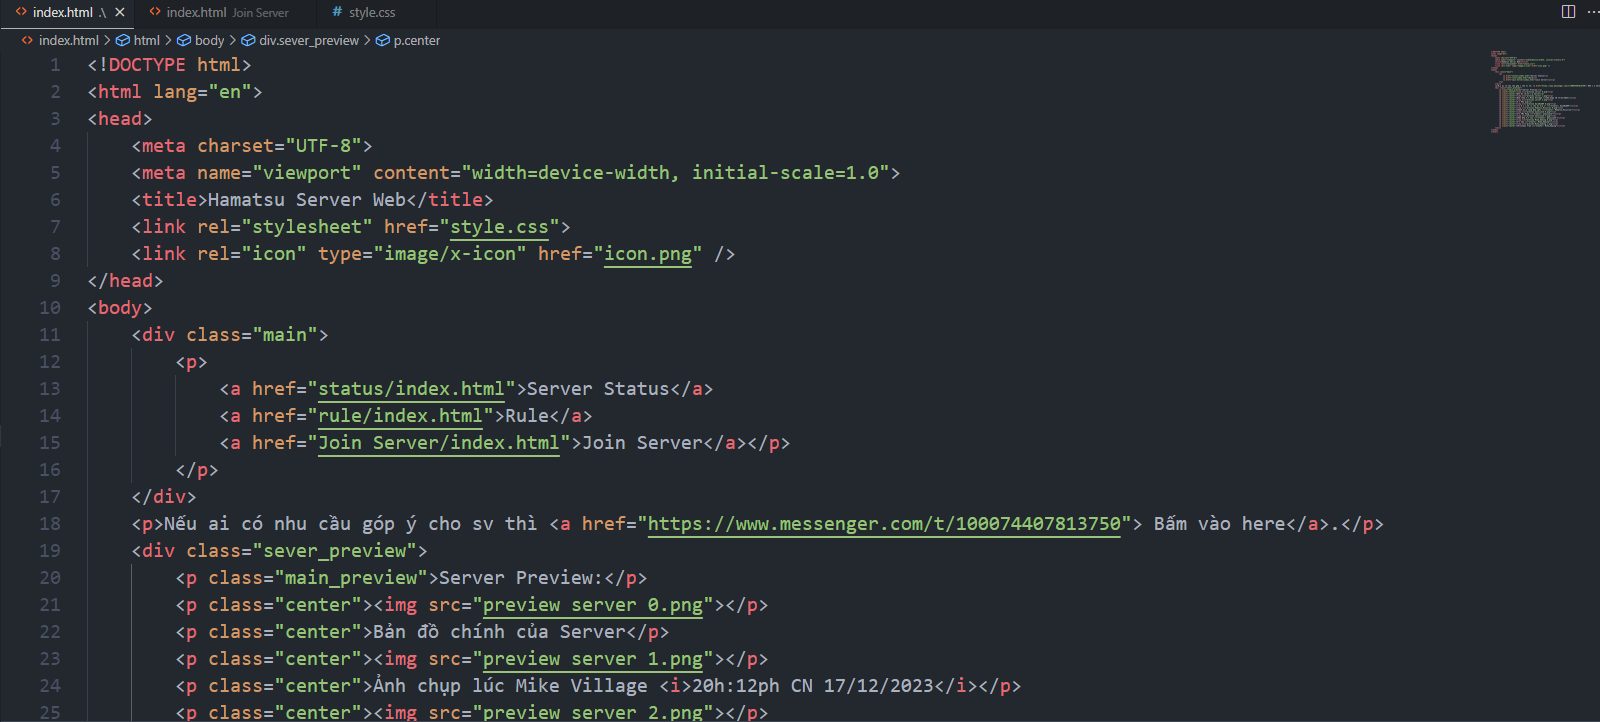 index.html .\ × index.html Join Server # style.css
index.html > html > body > div.sever_preview > p.center
1 <!DOCTYPE html>
2 <html lang="en">
3 <head>
4 <meta charset="UTF-8">
5 <meta name="viewport" content="width=device-width, initial-scale=1.0">
6 <title>Hamatsu Server Web</title>
7 <link rel="stylesheet" href="style.css">
8 <link rel="icon" type="image/x-icon" href="icon.png" />
9 </head>
10 <body>
11 <div class="main">
12 <p>
13 <a href="status/index.html">Server Status</a>
14 <a href="rule/index.html">Rule</a>
15 <a href="Join Server/index.html">Join Server</a></p>
16 </p>
17 </div>
18 <p>Nếu ai có nhu cầu góp ý cho sv thì <a href="https://www.messenger.com/t/100074407813750"> Bấm vào here</a>.</p>
19 <div class="sever_preview">
20 <p class="main_preview">Server Preview:</p>
21 <p class="center"><img src="preview server 0.png"></p>
22 <p class="center">Bản đồ chính của Server</p>
23 <p class="center"><img src="preview server 1.png"></p>
24 <p class="center">Ảnh chụp lúc Mike Village <i>20h:12ph CN 17/12/2023</i></p>
25 <p class="center"><img src="preview server 2.png"></p>